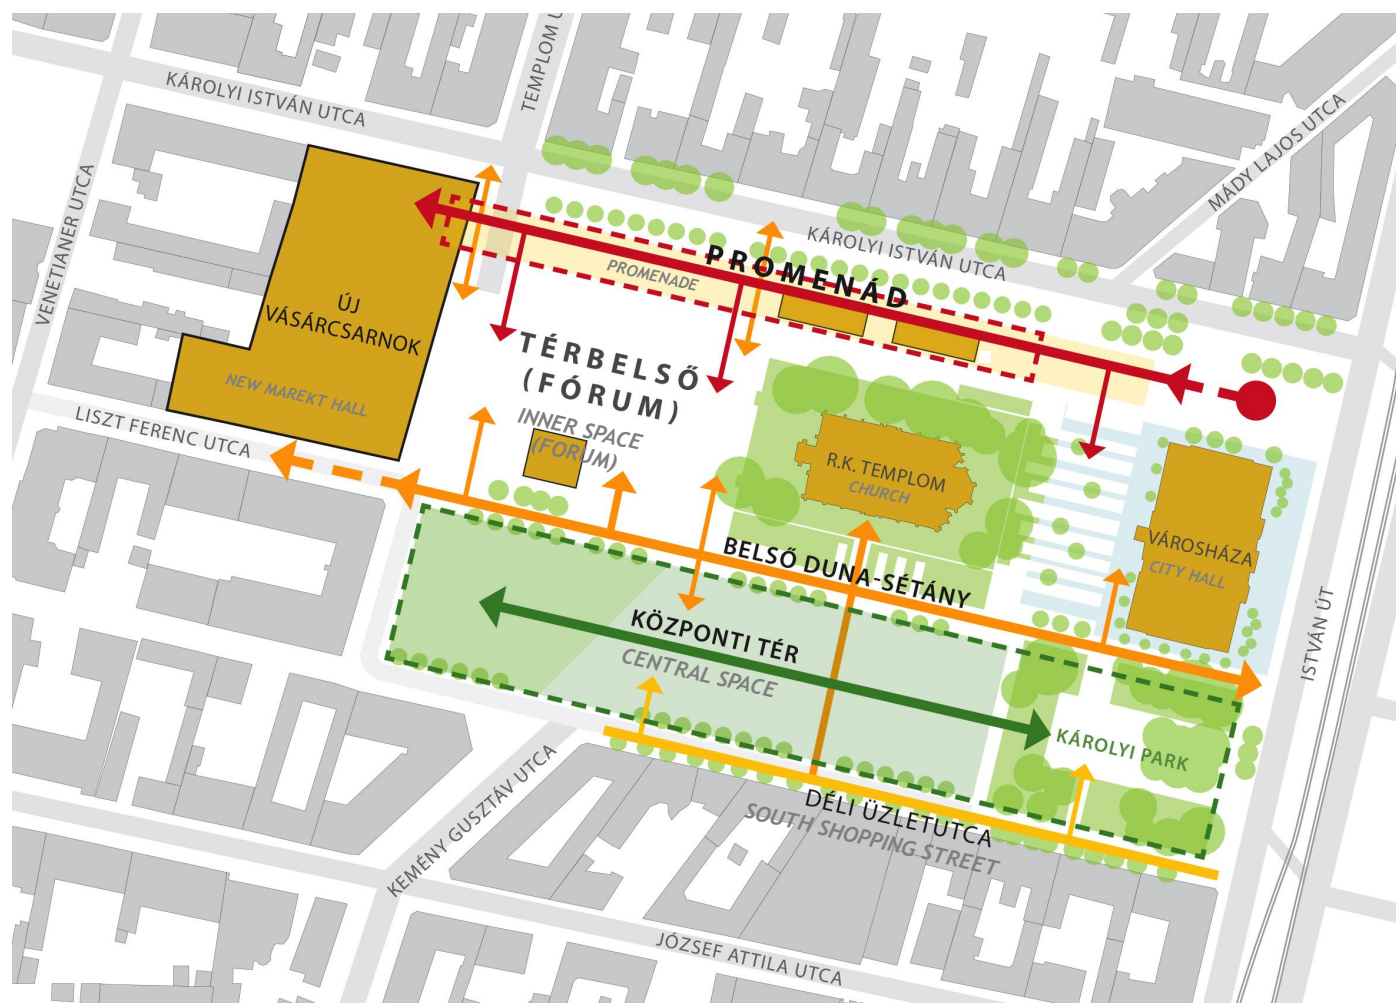 KÁROLYI ISTVÁN UTCA
TEMPLOM U
MÁDY LAJOS UTCA
VENETIANER UTCA
KÁROLYI ISTVÁN UTCA
PROMENÁD
PROMENADE
ÚJ
VÁSÁRCSARNOK
NEW MAREKT HALL
TÉRBELSŐ
(FÓRUM)
INNER SPACE
(FORUM)
LISZT FERENC UTCA
R.K. TEMPLOM
CHURCH
VÁROSHÁZA
CITY HALL
BELSŐ DUNA-SÉTÁNY
ISTVÁN ÚT
KÖZPONTI TÉR
CENTRAL SPACE
KÁROLYI PARK
DÉLI ÜZLETUTCA
SOUTH SHOPPING STREET
KEMÉNY GUSZTÁV UTCA
JÓZSEF ATTILA UTCA